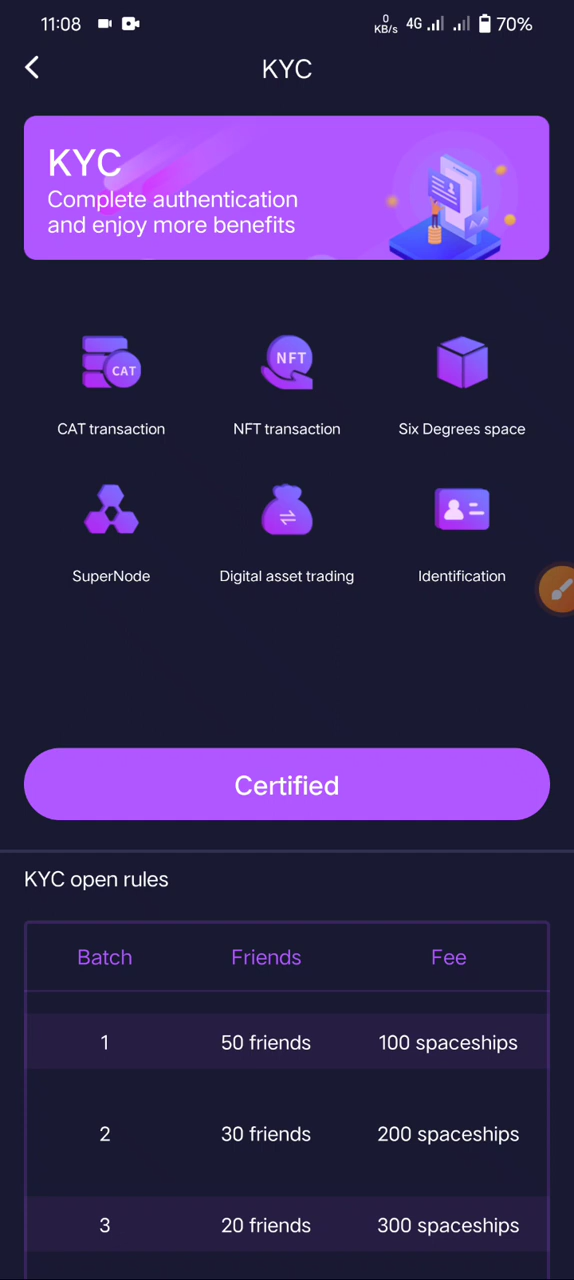 11:08
0
KB/s
4G
70%
KYC
KYC
Complete authentication
and enjoy more benefits
CAT
NFT
CAT transaction
NFT transaction
Six Degrees space
SuperNode
Digital asset trading
Identification
Certified
KYC open rules
Batch
Friends
Fee
1
50 friends
100 spaceships
2
30 friends
200 spaceships
3
20 friends
300 spaceships